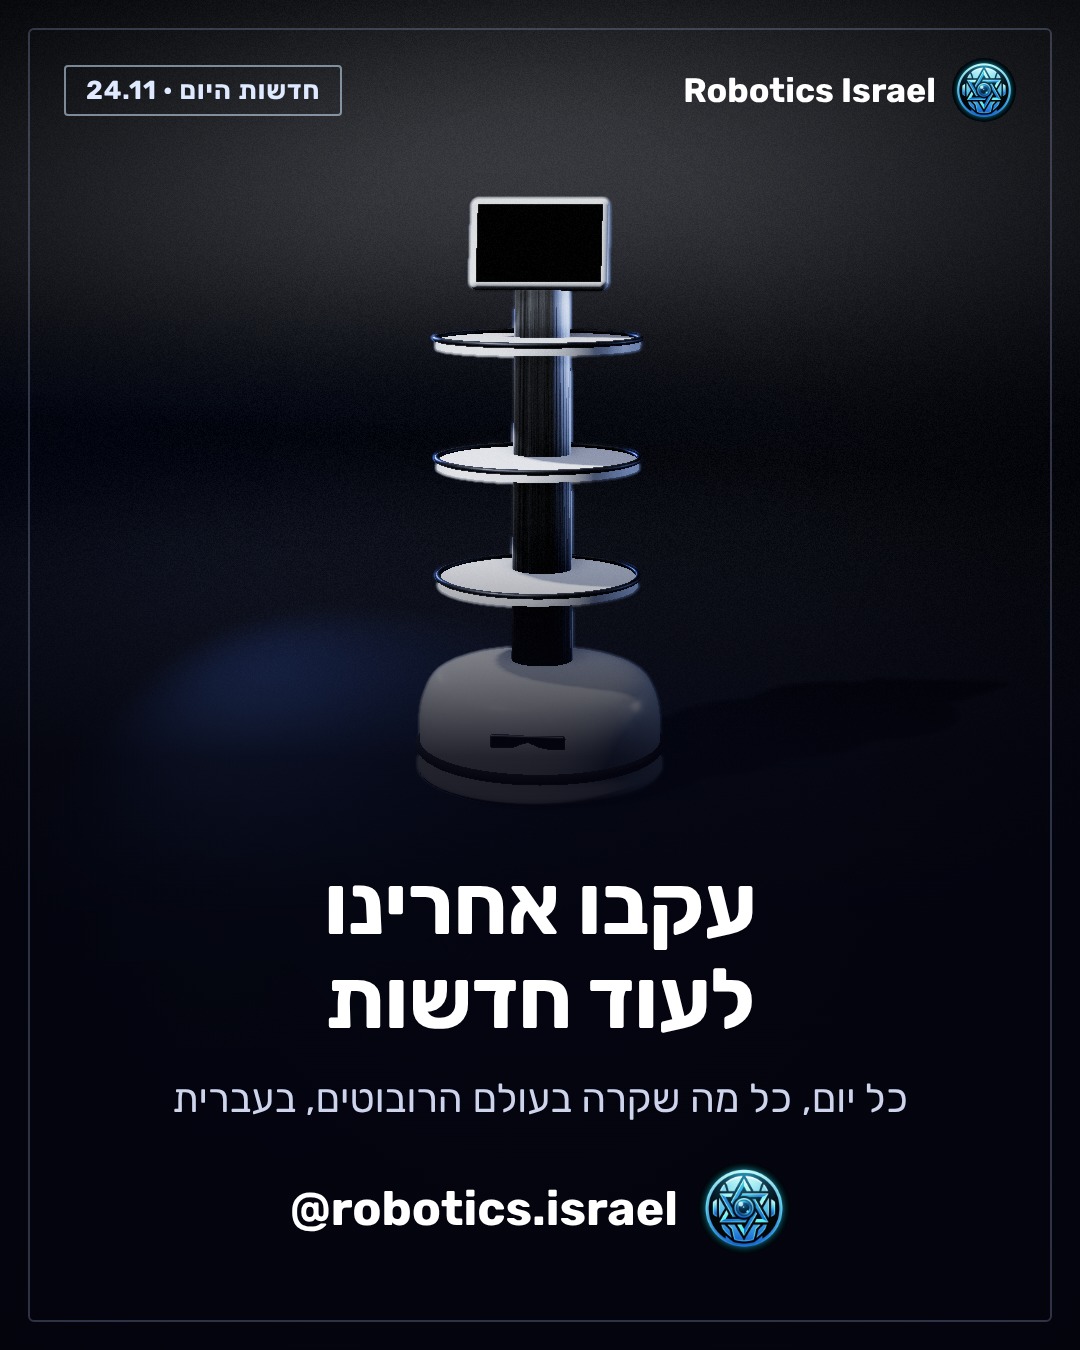 Robotics Israel
חדשות היום • 24.11
עקבו אחרינו
לעוד חדשות
כל יום, כל מה שקרה בעולם הרובוטים, בעברית
@robotics.israel